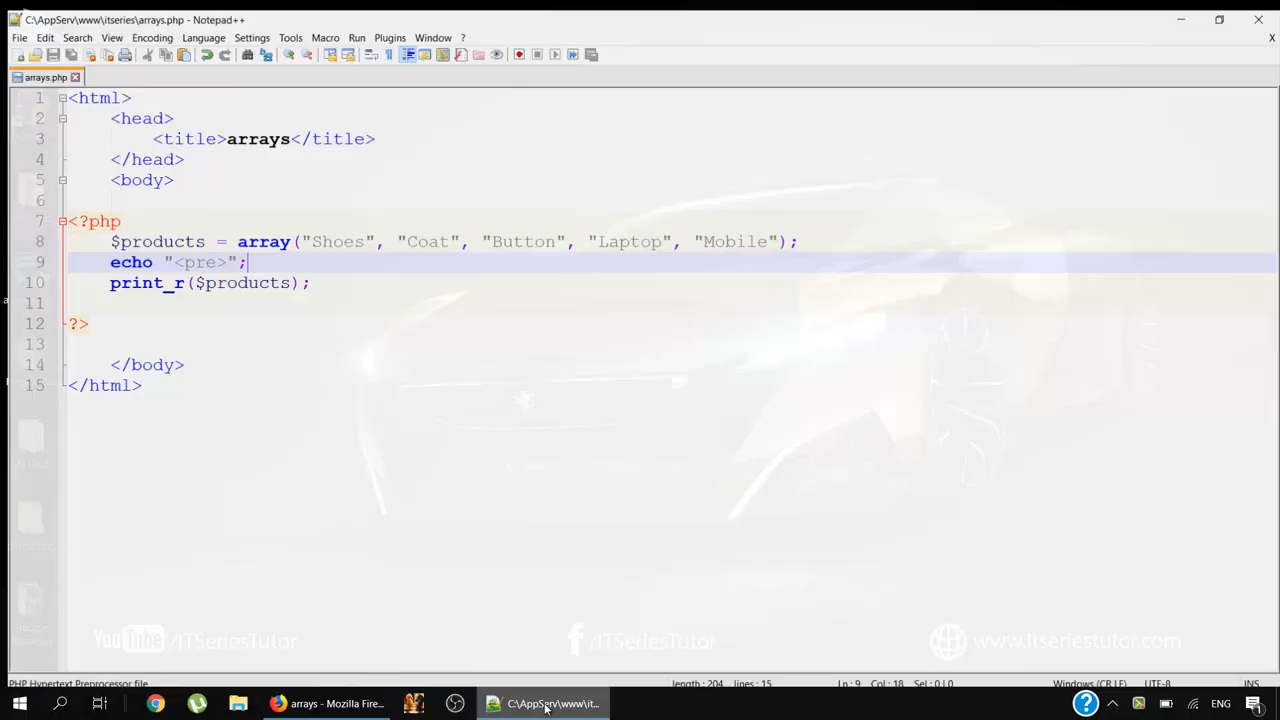 C:\AppServ\www\itseries\arrays.php - Notepad++
File Edit Search View Encoding Language Settings Tools Macro Run Plugins Window ? X
arrays.php
1 <html>
2 <head>
3 <title>arrays</title>
4 </head>
5 <body>
6
7 <?php
8 $products = array("Shoes", "Coat", "Button", "Laptop", "Mobile");
9 echo "<pre>";
10 print_r($products);
11
12 ?>
13
14 </body>
15 </html>
YouTube /ITSeriesTutor f /ITSeriesTutor www.itseriestutor.com
PHP Hypertext Preprocessor file length : 204 lines : 15 Ln : 9 Col : 18 Sel : 0 | 0 Windows (CR LF) UTF-8 INS
arrays - Mozilla Fire... C:\AppServ\www\it... ? ENG 1